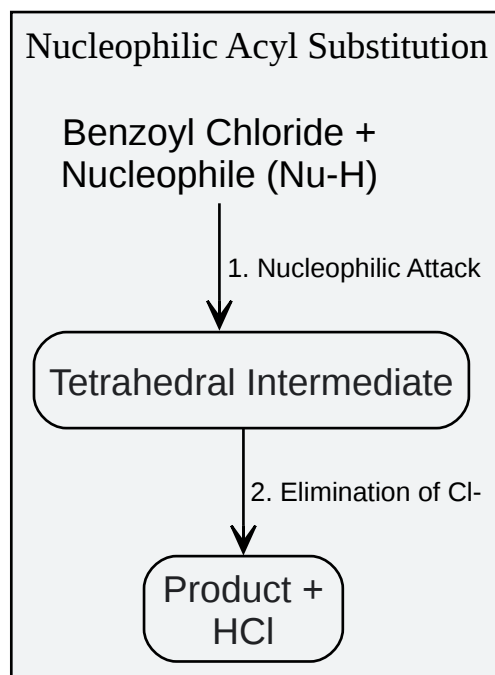 Nucleophilic Acyl Substitution
Benzoyl Chloride +
Nucleophile (Nu-H)
1. Nucleophilic Attack
Tetrahedral Intermediate
2. Elimination of Cl-
Product +
HCl